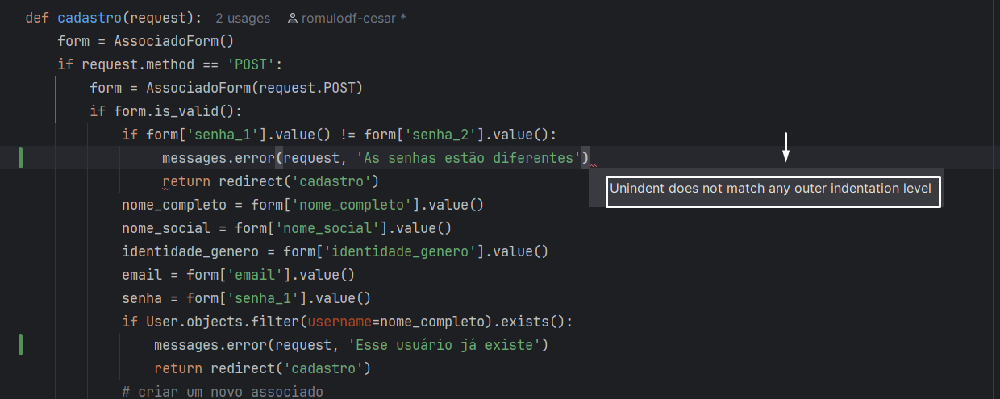 def cadastro(request): 2 usages romulodf-cesar *
form = AssociadoForm()
if request.method == 'POST':
form = AssociadoForm(request.POST)
if form.is_valid():
if form['senha_1'].value() != form['senha_2'].value():
messages.error(request, 'As senhas estão diferentes')
return redirect('cadastro')
Unindent does not match any outer indentation level
nome_completo = form['nome_completo'].value()
nome_social = form['nome_social'].value()
identidade_genero = form['identidade_genero'].value()
email = form['email'].value()
senha = form['senha_1'].value()
if User.objects.filter(username=nome_completo).exists():
messages.error(request, 'Esse usuário já existe')
return redirect('cadastro')
# criar um novo associado